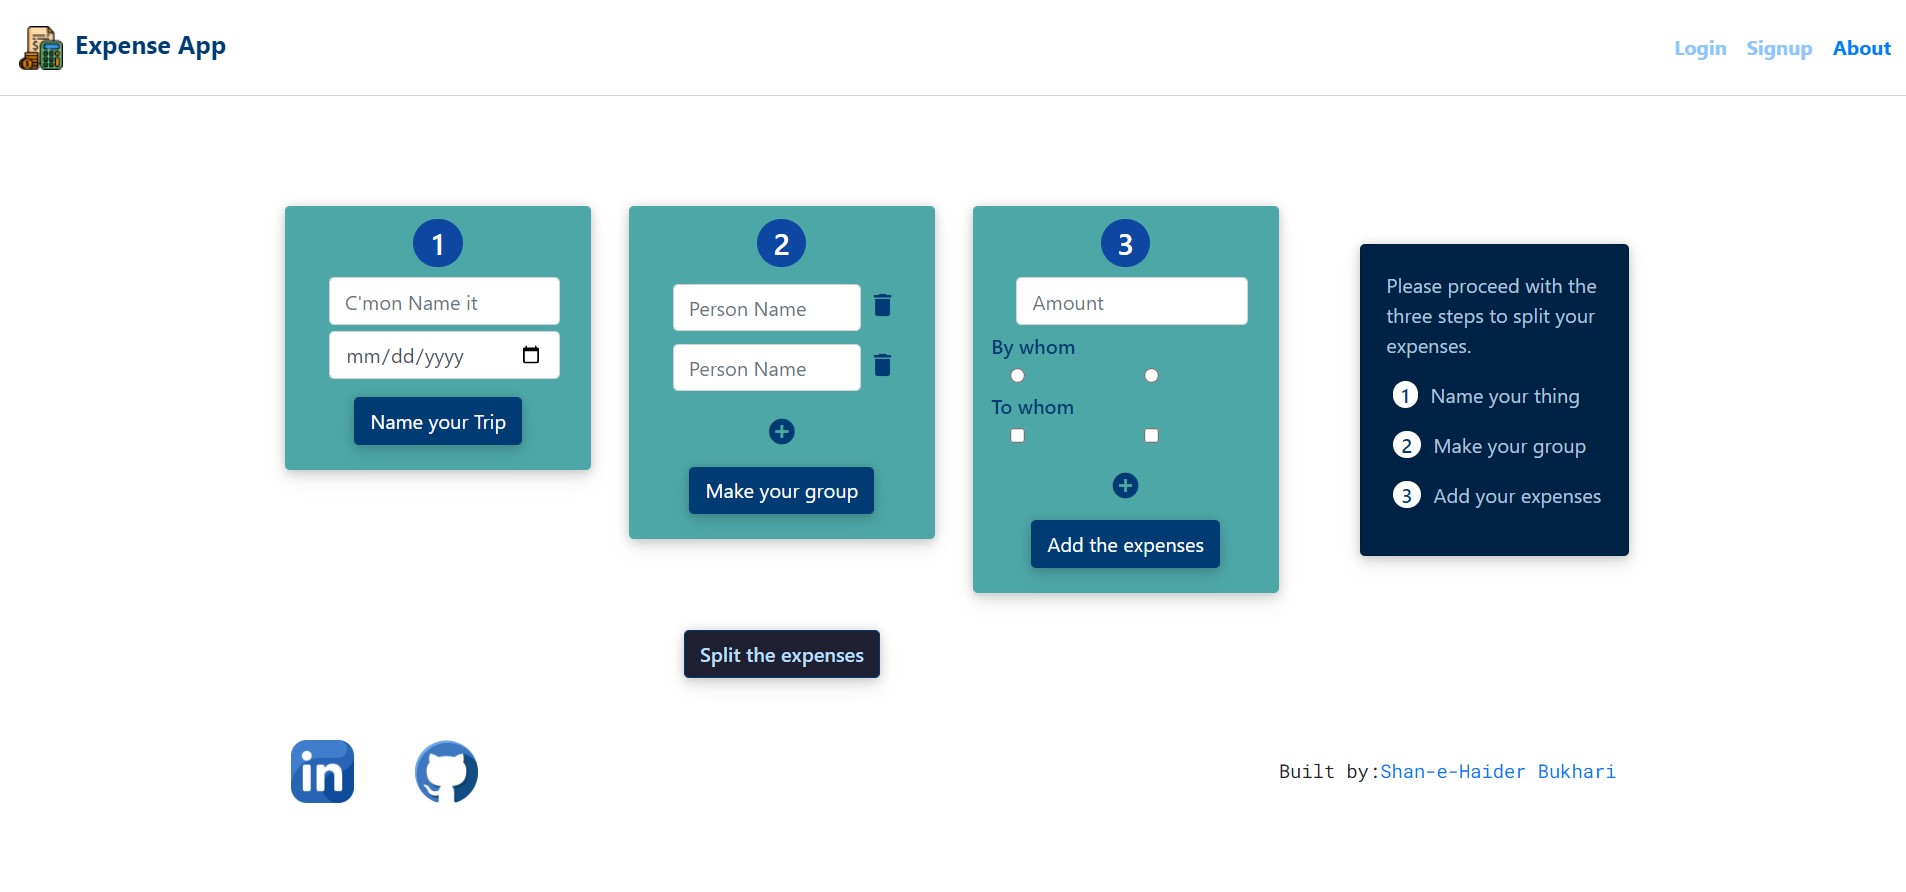 Expense App
Login Signup About
1
C'mon Name it
mm/dd/yyyy
Name your Trip
2
Person Name
Person Name
Make your group
3
Amount
By whom
To whom
Add the expenses
Please proceed with the
three steps to split your
expenses.
1 Name your thing
2 Make your group
3 Add your expenses
Split the expenses
in
Built by:Shan-e-Haider Bukhari